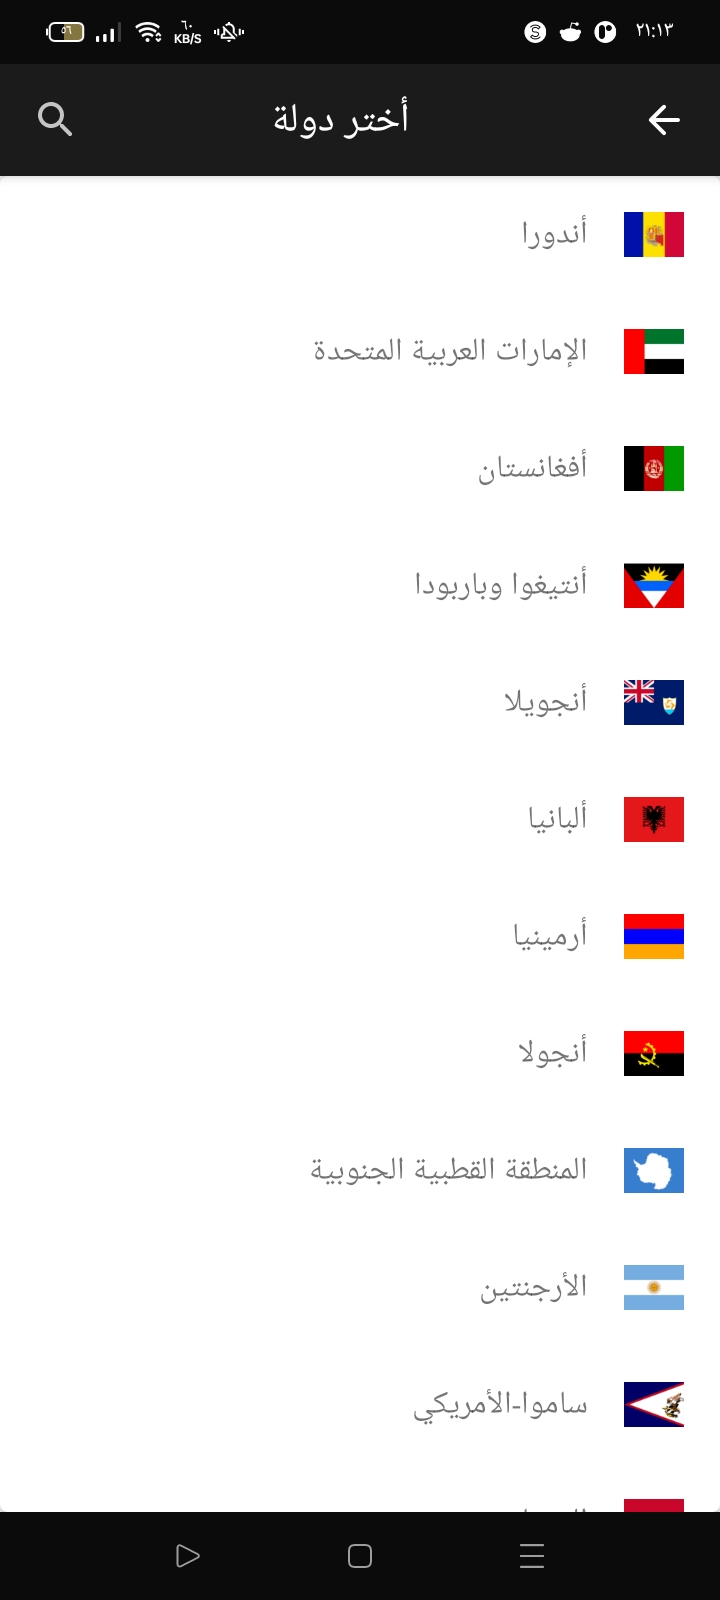 ٥٦
٦٠
KB/S
٢١:١٣
أختر دولة
أندورا
الإمارات العربية المتحدة
أفغانستان
أنتيغوا وباربودا
أنجويلا
ألبانيا
أرمينيا
أنجولا
المنطقة القطبية الجنوبية
الأرجنتين
ساموا-الأمريكي